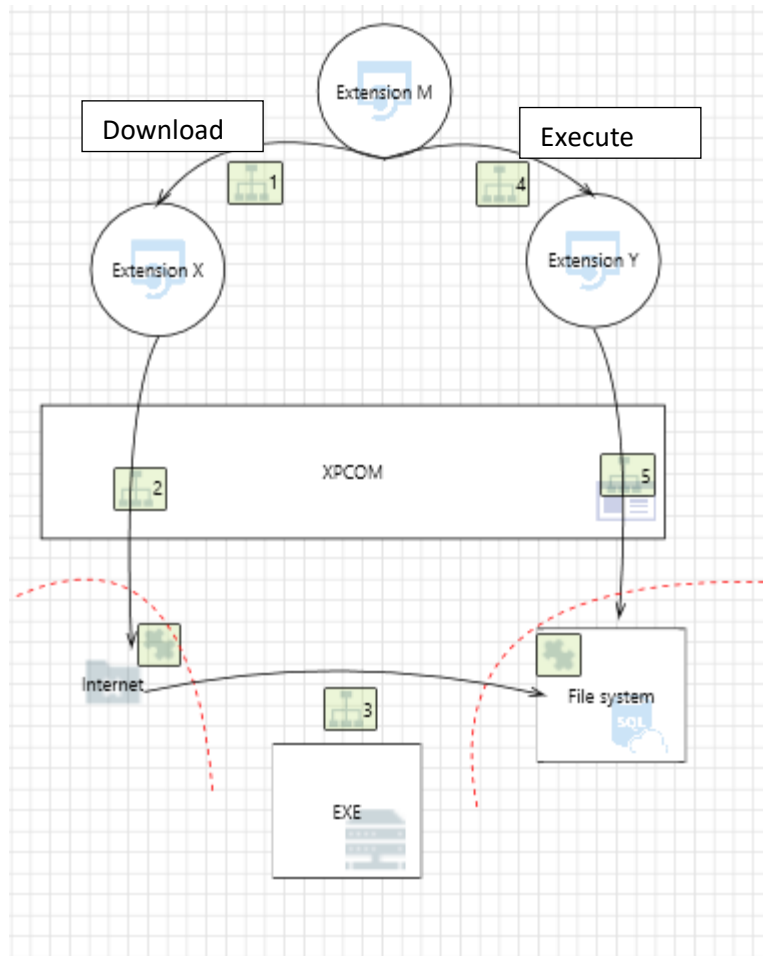 Extension M
Download
Execute
1
4
Extension X
Extension Y
XPCOM
2
5
Internet
File system
SQL
3
EXE